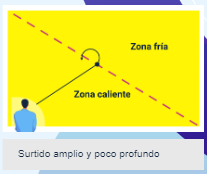 Zona fría
Zona caliente
Surtido amplio y poco profundo